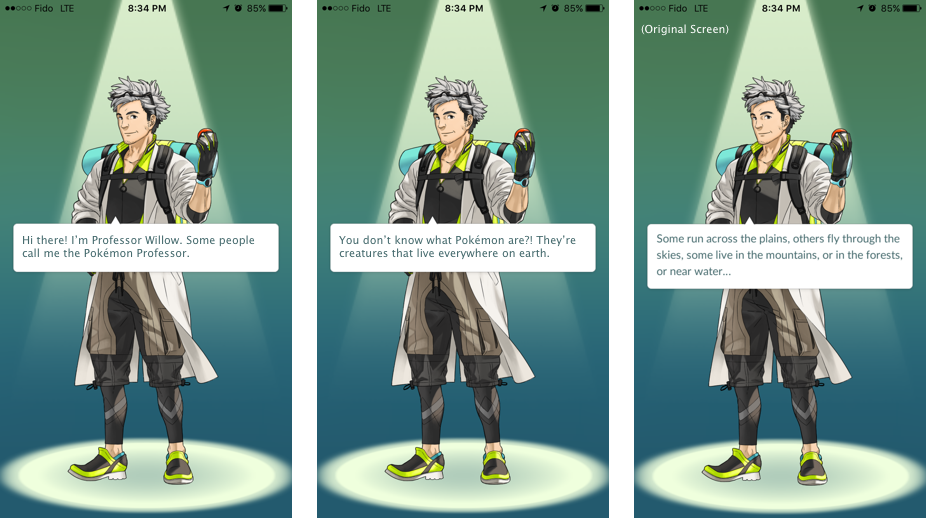 Fido LTE 8:34 PM 85%
Hi there! I'm Professor Willow. Some people
call me the Pokémon Professor.
Fido LTE 8:34 PM 85%
You don't know what Pokémon are?! They're
creatures that live everywhere on earth.
Fido LTE 8:34 PM 85%
(Original Screen)
Some run across the plains, others fly through the
skies, some live in the mountains, or in the forests,
or near water...